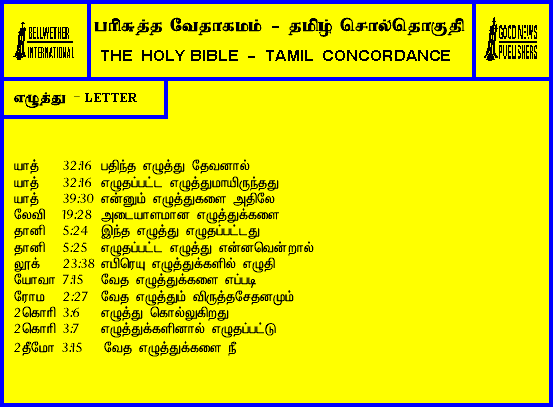 BELLWETHER
INTERNATIONAL
பரிசுத்த வேதாகமம் - தமிழ் சொல்தொகுதி
THE HOLY BIBLE - TAMIL CONCORDANCE
GOOD NEWS
PUBLISHERS
எழுத்து - LETTER
யாத் 32:16 பதிந்த எழுத்து தேவனால்
யாத் 32:16 எழுதப்பட்ட எழுத்துமாயிருந்தது
யாத் 39:30 என்னும் எழுத்துகளை அதிலே
லேவி 19:28 அடையாளமான எழுத்துக்களை
தானி 5:24 இந்த எழுத்து எழுதப்பட்டது
தானி 5:25 எழுதப்பட்ட எழுத்து என்னவென்றால்
லூக் 23:38 எபிரெயு எழுத்துக்களில் எழுதி
யோவா 7:15 வேத எழுத்துக்களை எப்படி
ரோம 2:27 வேத எழுத்தும் விருத்தசேதனமும்
2கொரி 3:6 எழுத்து கொல்லுகிறது
2கொரி 3:7 எழுத்துக்களினால் எழுதப்பட்டு
2தீமோ 3:15 வேத எழுத்துக்களை நீ